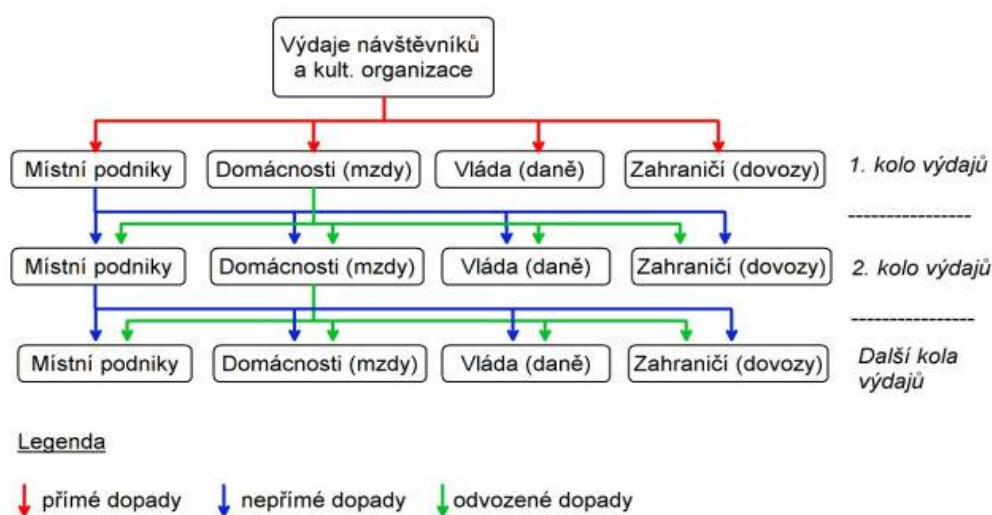 Výdaje návštěvníků
a kult. organizace
Místní podniky
Domácnosti (mzdy)
Vláda (daně)
Zahraničí (dovozy)
1. kolo výdajů
----------------
Místní podniky
Domácnosti (mzdy)
Vláda (daně)
Zahraničí (dovozy)
2. kolo výdajů
----------------
Místní podniky
Domácnosti (mzdy)
Vláda (daně)
Zahraničí (dovozy)
Další kola
výdajů
Legenda
přímé dopady
nepřímé dopady
odvozené dopady